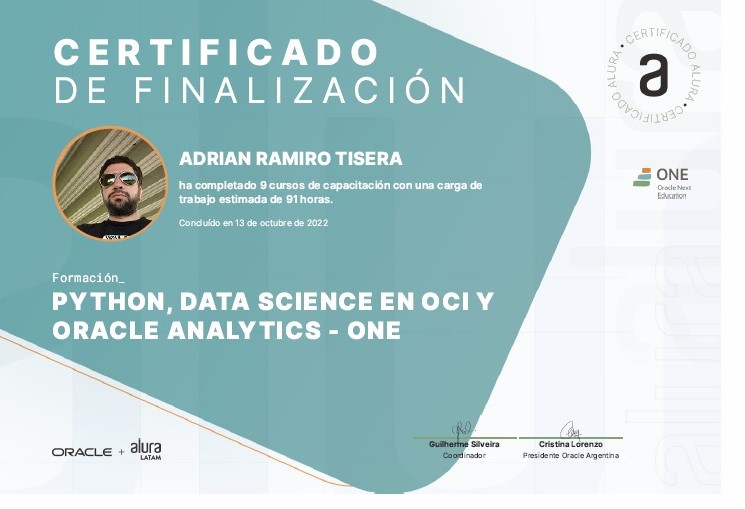 CERTIFICADO
DE FINALIZACIÓN
CERTIFICADO ALURA • CERTIFICADO ALURA •
a
ONE
Oracle Next
Education
ADRIAN RAMIRO TISERA
ha completado 9 cursos de capacitación con una carga de
trabajo estimada de 91 horas.
Concluído en 13 de octubre de 2022
Formación_
PYTHON, DATA SCIENCE EN OCI Y
ORACLE ANALYTICS - ONE
ORACLE + alura
LATAM
Guilherme Silveira
Coordinador
Cristina Lorenzo
Presidente Oracle Argentina
alura